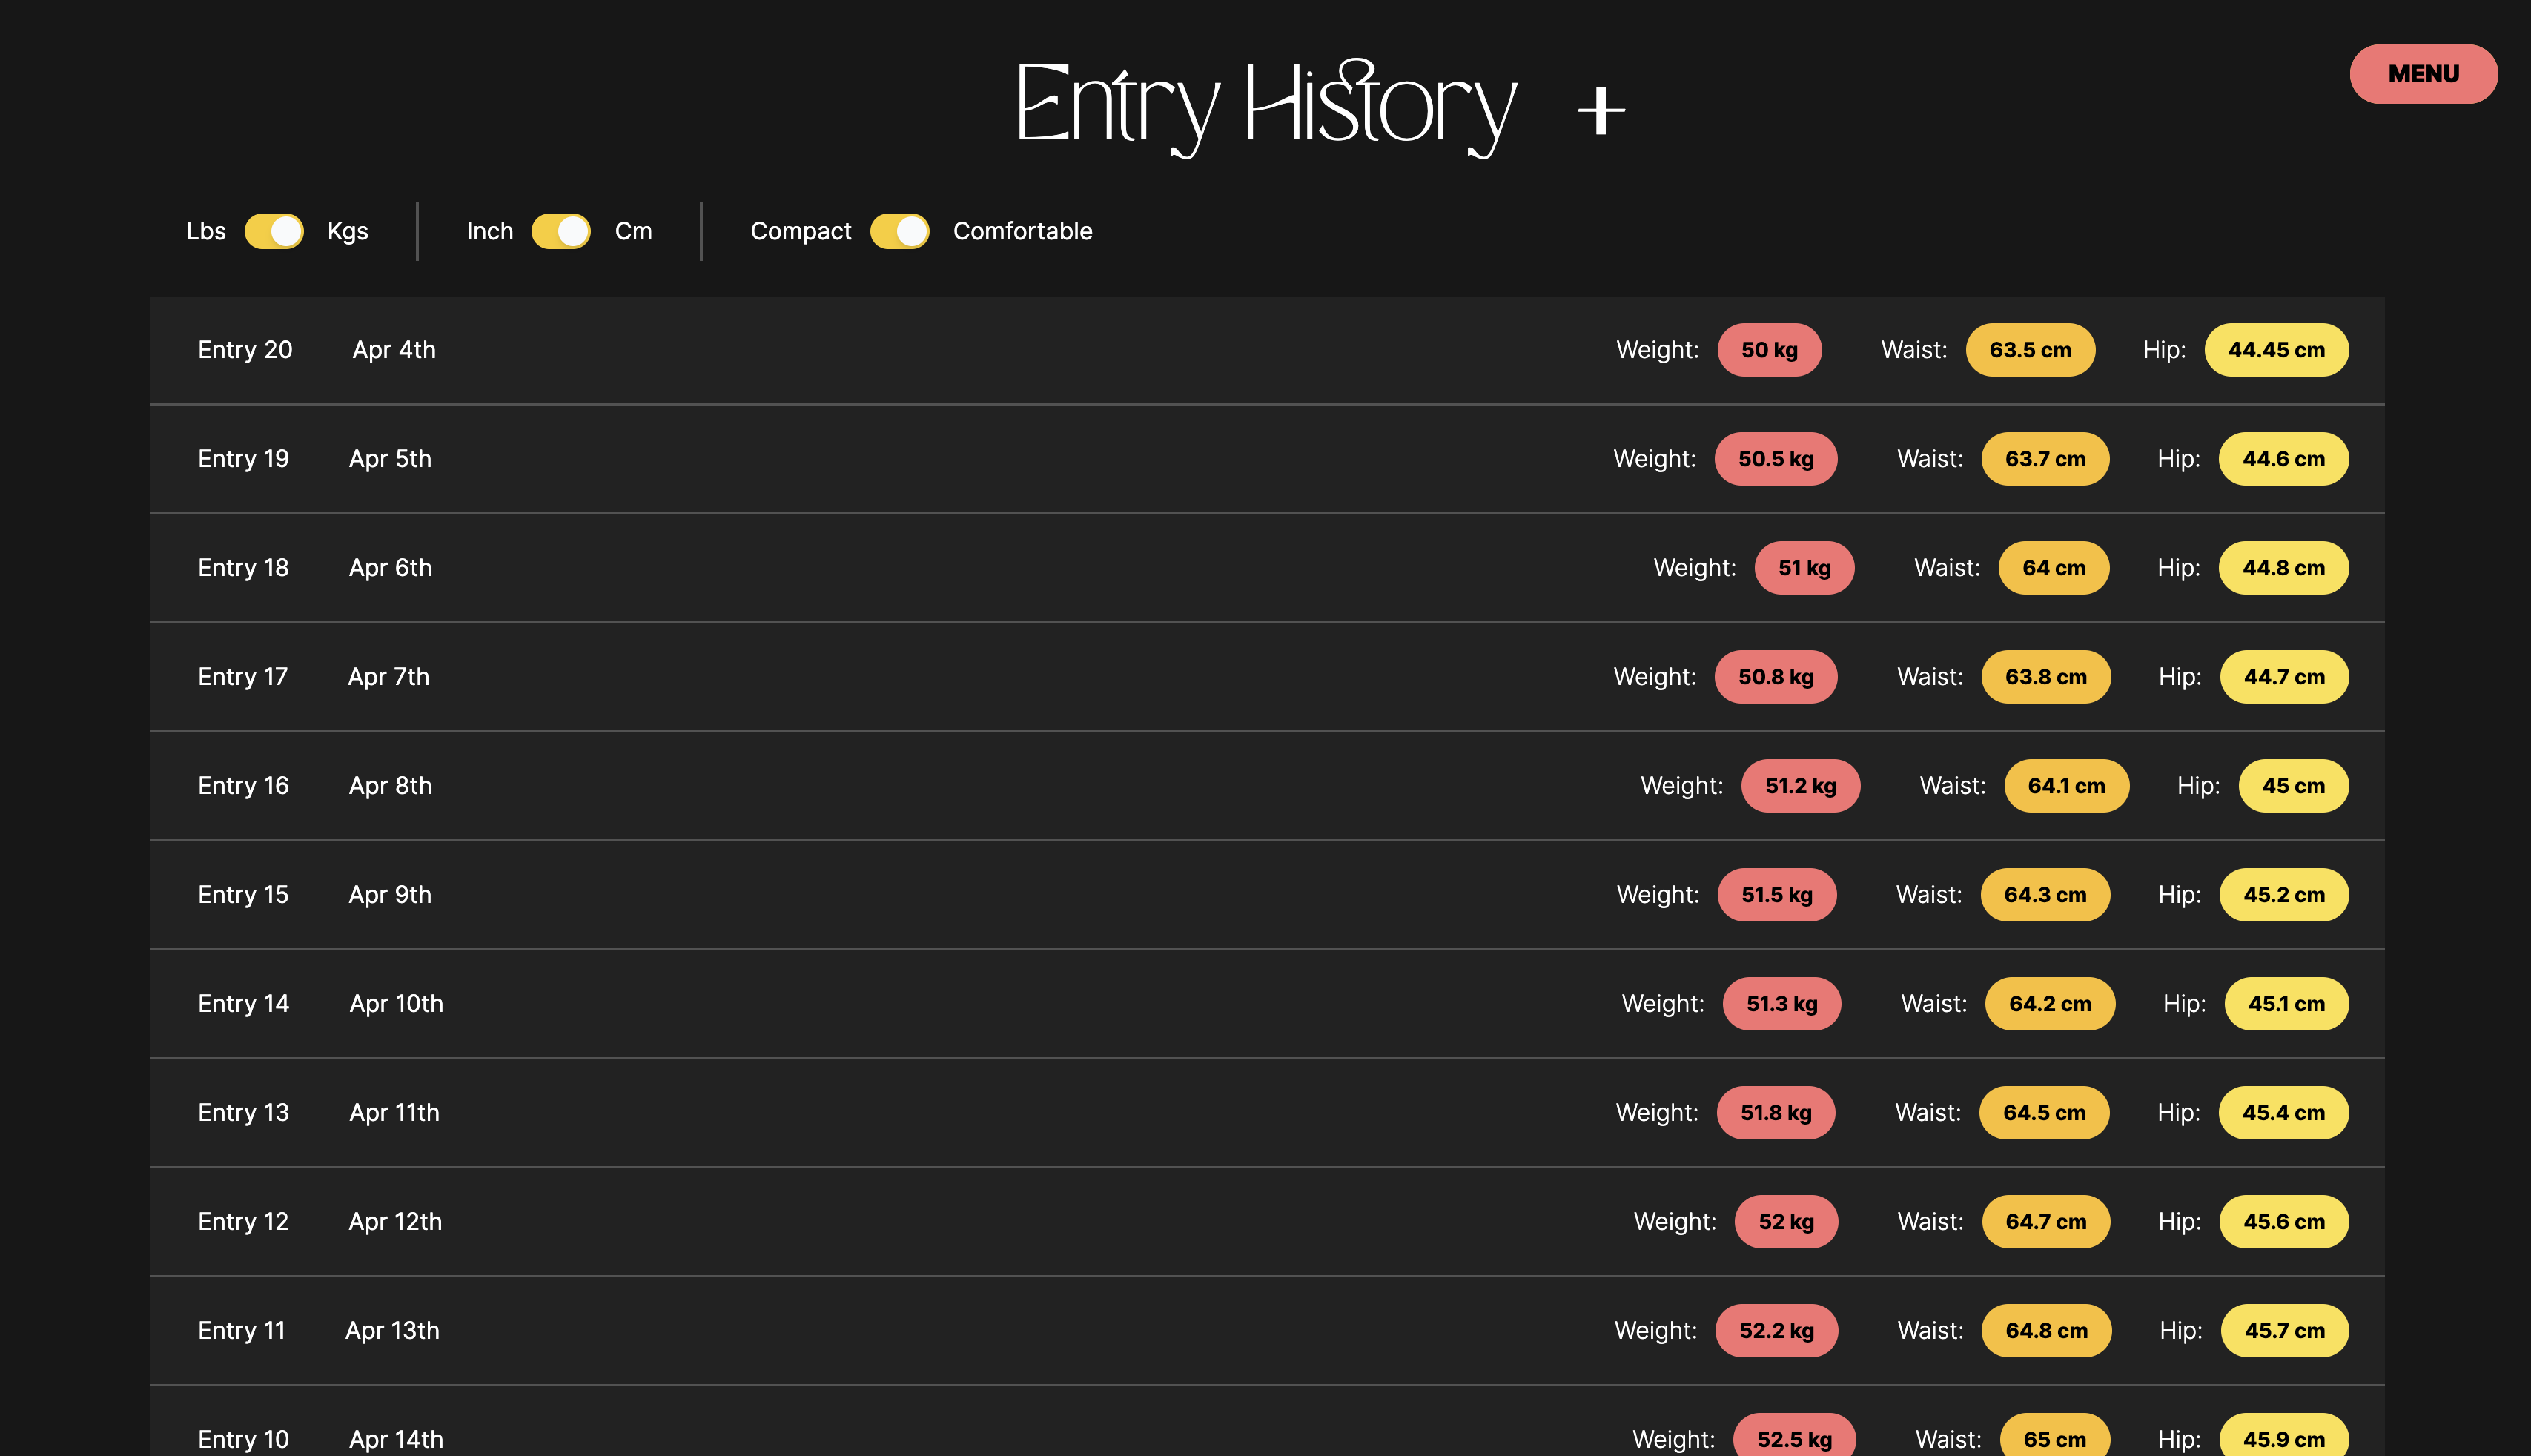 Entry History +
MENU
Lbs Kgs Inch Cm Compact Comfortable
Entry 20 Apr 4th Weight: 50 kg Waist: 63.5 cm Hip: 44.45 cm
Entry 19 Apr 5th Weight: 50.5 kg Waist: 63.7 cm Hip: 44.6 cm
Entry 18 Apr 6th Weight: 51 kg Waist: 64 cm Hip: 44.8 cm
Entry 17 Apr 7th Weight: 50.8 kg Waist: 63.8 cm Hip: 44.7 cm
Entry 16 Apr 8th Weight: 51.2 kg Waist: 64.1 cm Hip: 45 cm
Entry 15 Apr 9th Weight: 51.5 kg Waist: 64.3 cm Hip: 45.2 cm
Entry 14 Apr 10th Weight: 51.3 kg Waist: 64.2 cm Hip: 45.1 cm
Entry 13 Apr 11th Weight: 51.8 kg Waist: 64.5 cm Hip: 45.4 cm
Entry 12 Apr 12th Weight: 52 kg Waist: 64.7 cm Hip: 45.6 cm
Entry 11 Apr 13th Weight: 52.2 kg Waist: 64.8 cm Hip: 45.7 cm
Entry 10 Apr 14th Weight: 52.5 kg Waist: 65 cm Hip: 45.9 cm